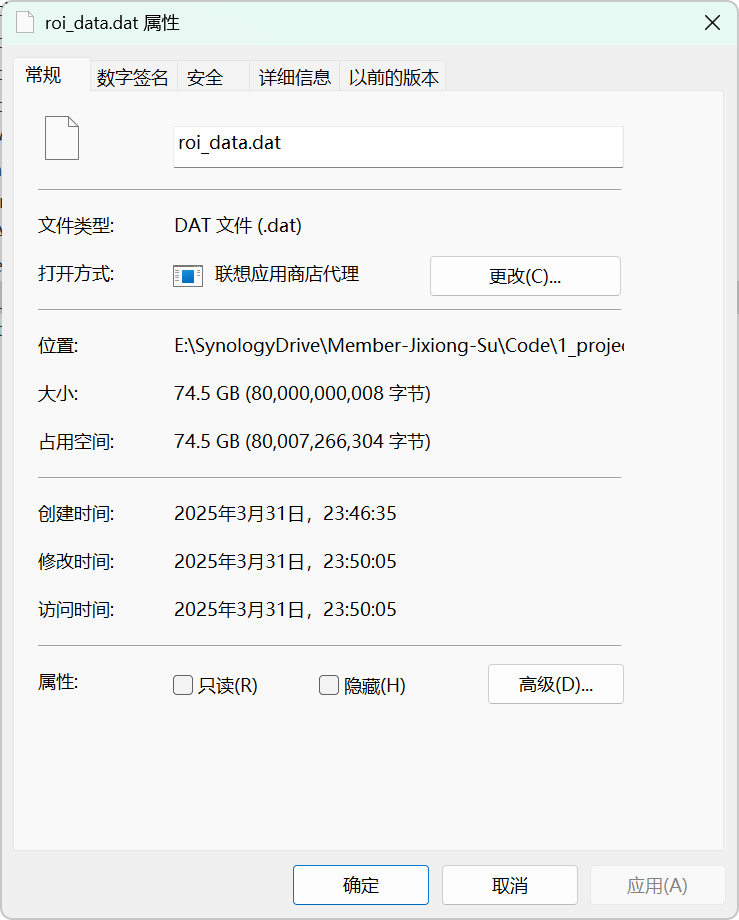 roi_data.dat 属性
常规 数字签名 安全 详细信息 以前的版本
roi_data.dat
文件类型: DAT 文件 (.dat)
打开方式: 联想应用商店代理 更改(C)...
位置: E:\SynologyDrive\Member-Jixiong-Su\Code\1_projec
大小: 74.5 GB (80,000,000,008 字节)
占用空间: 74.5 GB (80,007,266,304 字节)
创建时间: 2025年3月31日，23:46:35
修改时间: 2025年3月31日，23:50:05
访问时间: 2025年3月31日，23:50:05
属性: 只读(R) 隐藏(H) 高级(D)...
确定 取消 应用(A)